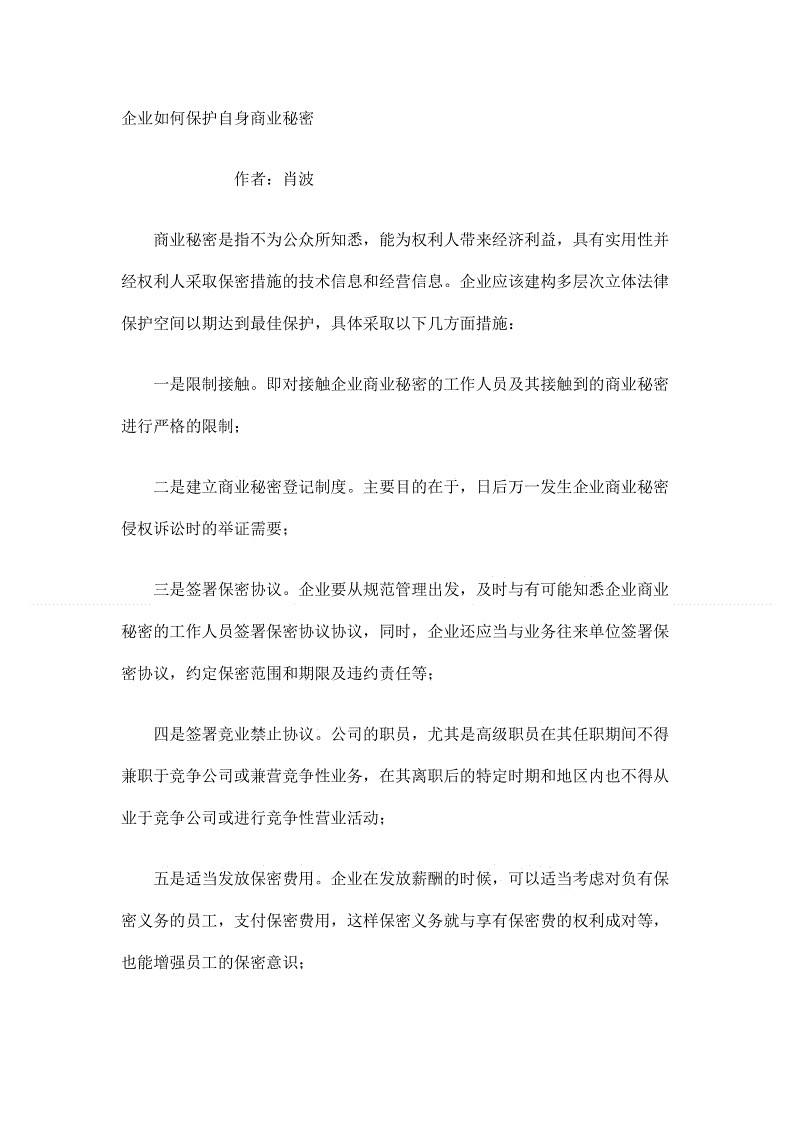 企业如何保护自身商业秘密
作者：肖波
商业秘密是指不为公众所知悉，能为权利人带来经济利益，具有实用性并
经权利人采取保密措施的技术信息和经营信息。企业应该建构多层次立体法律
保护空间以期达到最佳保护，具体采取以下几方面措施：
一是限制接触。即对接触企业商业秘密的工作人员及其接触到的商业秘密
进行严格的限制；
二是建立商业秘密登记制度。主要目的在于，日后万一发生企业商业秘密
侵权诉讼时的举证需要；
三是签署保密协议。企业要从规范管理出发，及时与有可能知悉企业商业
秘密的工作人员签署保密协议协议，同时，企业还应当与业务往来单位签署保
密协议，约定保密范围和期限及违约责任等；
四是签署竞业禁止协议。公司的职员，尤其是高级职员在其任职期间不得
兼职于竞争公司或兼营竞争性业务，在其离职后的特定时期和地区内也不得从
业于竞争公司或进行竞争性营业活动；
五是适当发放保密费用。企业在发放薪酬的时候，可以适当考虑对负有保
密义务的员工，支付保密费用，这样保密义务就与享有保密费的权利成对等，
也能增强员工的保密意识；